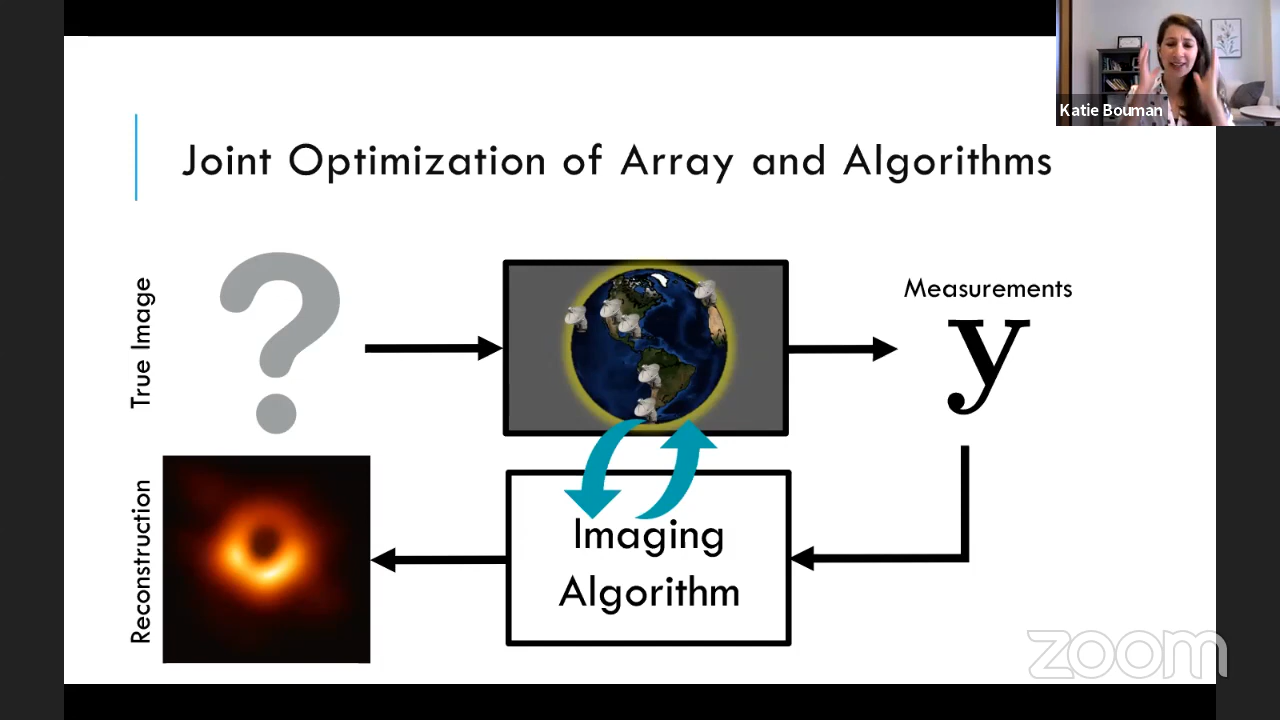 Katie Bouman
Joint Optimization of Array and Algorithms
True Image
?
Measurements
y
Reconstruction
Imaging
Algorithm
zoom